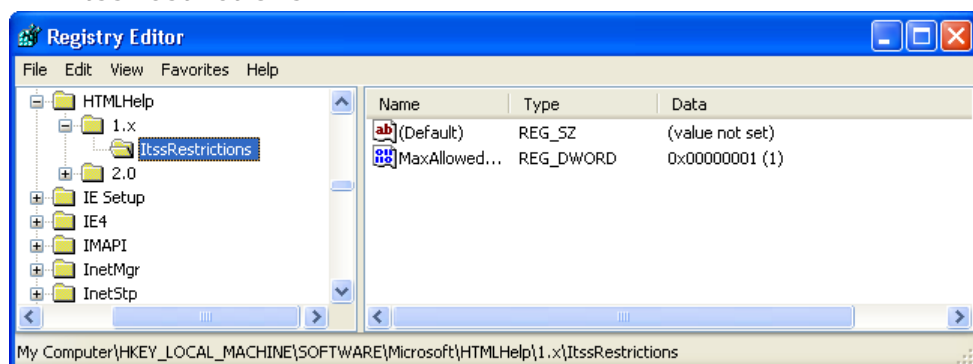 Registry Editor
File Edit View Favorites Help
HTMLHelp
1.x
ItssRestrictions
2.0
IE Setup
IE4
IMAPI
InetMgr
InetStp
Name Type Data
(Default) REG_SZ (value not set)
MaxAllowed... REG_DWORD 0x00000001 (1)
My Computer\HKEY_LOCAL_MACHINE\SOFTWARE\Microsoft\HTMLHelp\1.x\ItssRestrictions